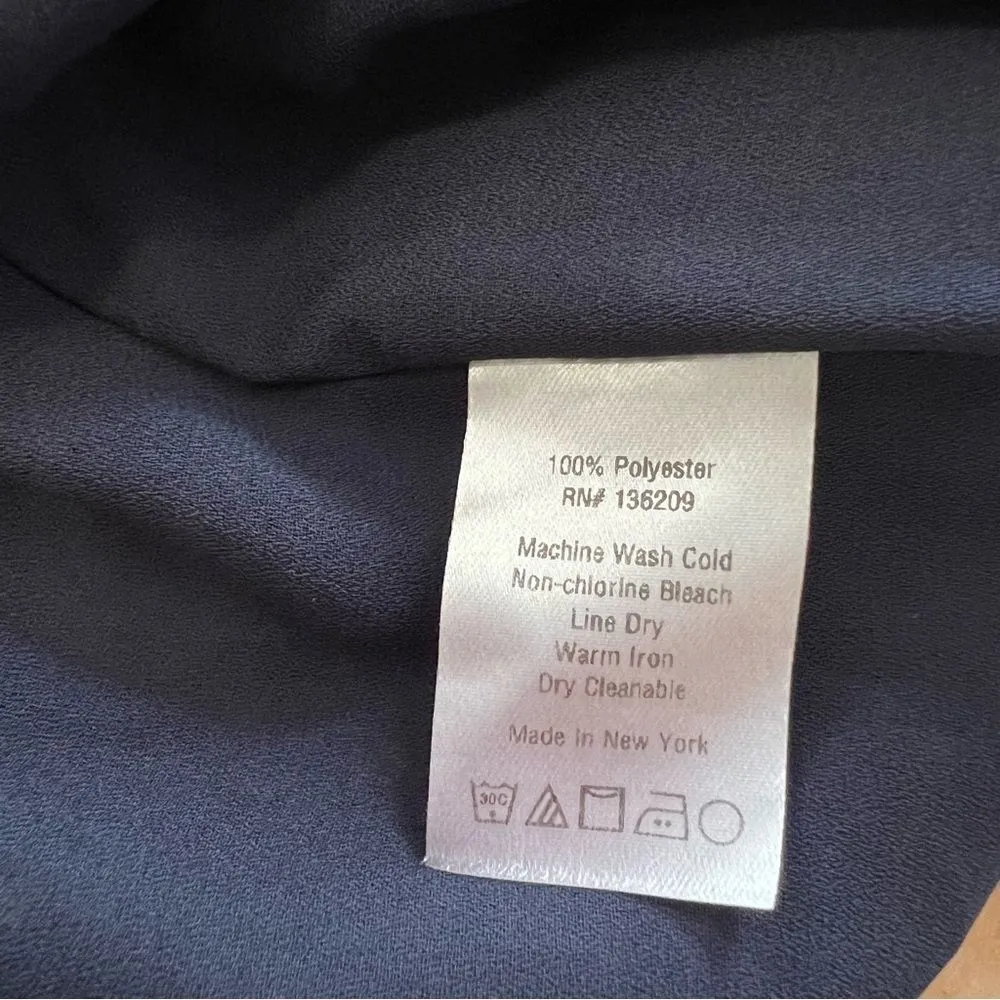 100% Polyester
RN# 136209
Machine Wash Cold
Non-chlorine Bleach
Line Dry
Warm Iron
Dry Cleanable
Made In New York
30C